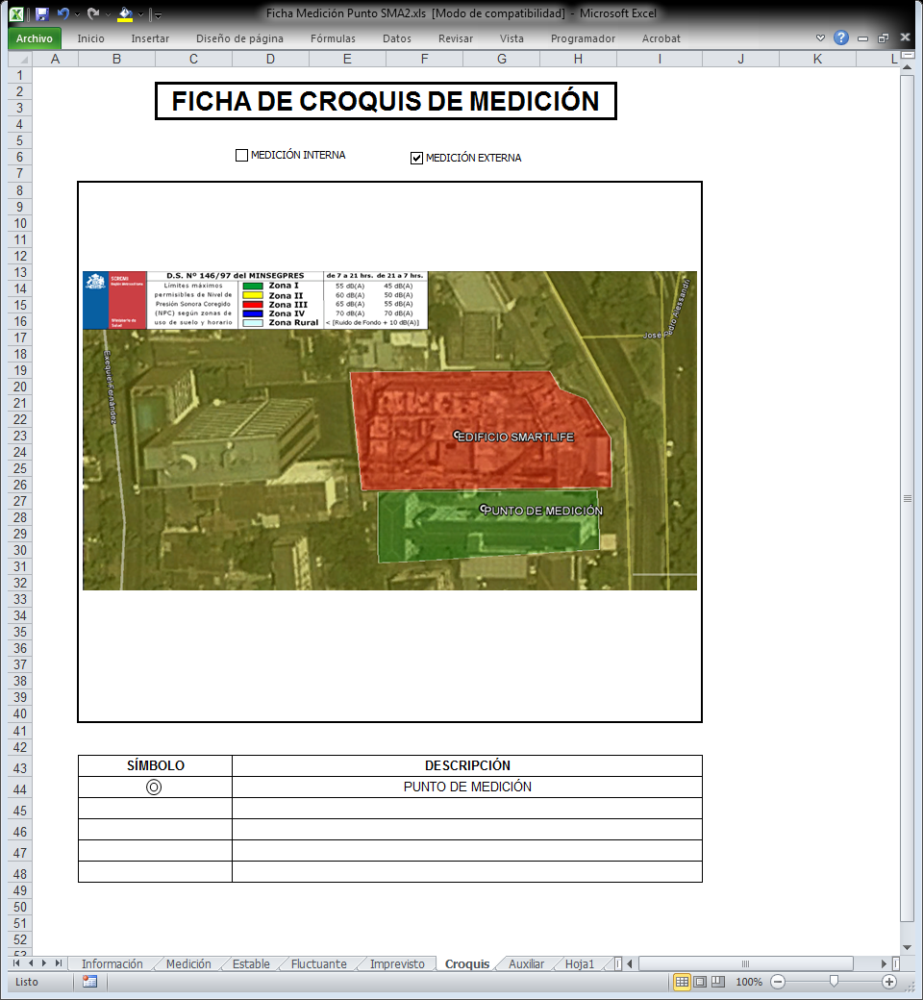 Ficha Medición Punto SMA2.xls [Modo de compatibilidad] - Microsoft Excel
Archivo Inicio Insertar Diseño de página Fórmulas Datos Revisar Vista Programador Acrobat
A B C D E F G H I J K L
1
2
3
4
5
6
7
8
9
10
11
12
13
14
15
16
17
18
19
20
21
22
23
24
25
26
27
28
29
30
31
32
33
34
35
36
37
38
39
40
41
42
43
44
45
46
47
48
49
50
51
52
53
FICHA DE CROQUIS DE MEDICIÓN
MEDICIÓN INTERNA
MEDICIÓN EXTERNA
SEREMI
Ministerio de
Salud
D.S. Nº 146/97 del MINSEGPRES
de 7 a 21 hrs. de 21 a 7 hrs.
Límites máximos
permisibles de Nivel de
Presión Sonora Coregido
(NPC) según zonas de
uso de suelo y horario
Zona I 55 dB(A) 45 dB(A)
Zona II 60 dB(A) 50 dB(A)
Zona III 65 dB(A) 55 dB(A)
Zona IV 70 dB(A) 70 dB(A)
Zona Rural < [Ruido de Fondo + 10 dB(A)]
Jose Pedro Alessandri
Exequiel Fernández
EDIFICIO SMARTLIFE
PUNTO DE MEDICIÓN
SÍMBOLO DESCRIPCIÓN
PUNTO DE MEDICIÓN
Información Medición Estable Fluctuante Imprevisto Croquis Auxiliar Hoja1
Listo 100%